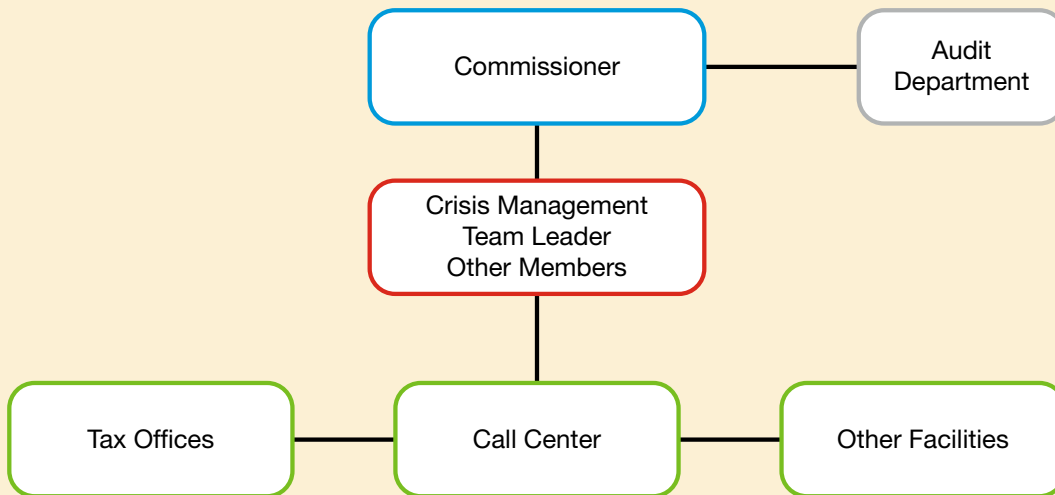 Commissioner
Audit
Department
Crisis Management
Team Leader
Other Members
Tax Offices
Call Center
Other Facilities